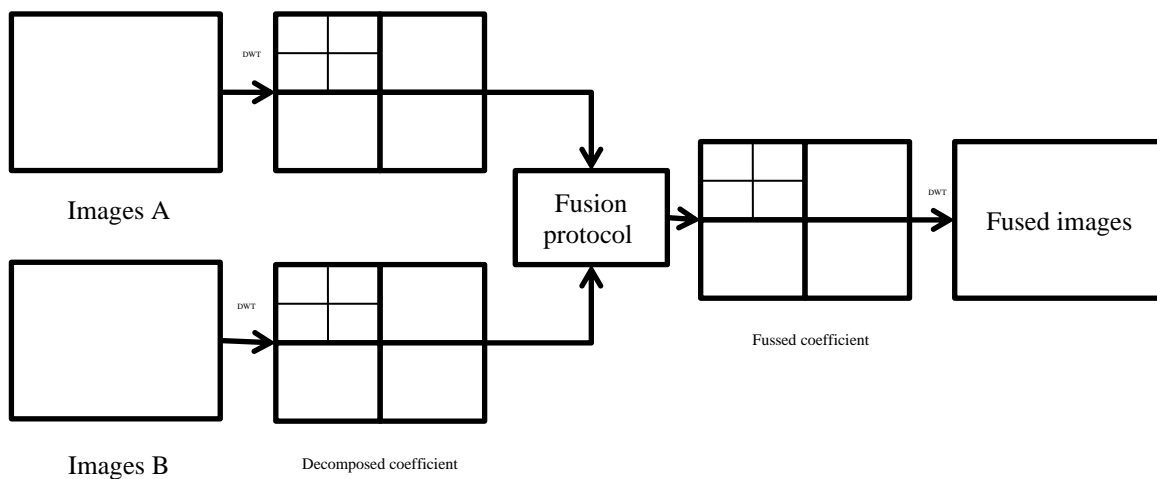 DWT
Images A
Fusion
protocol
DWT
Fused images
DWT
Fussed coefficient
Images B
Decomposed coefficient